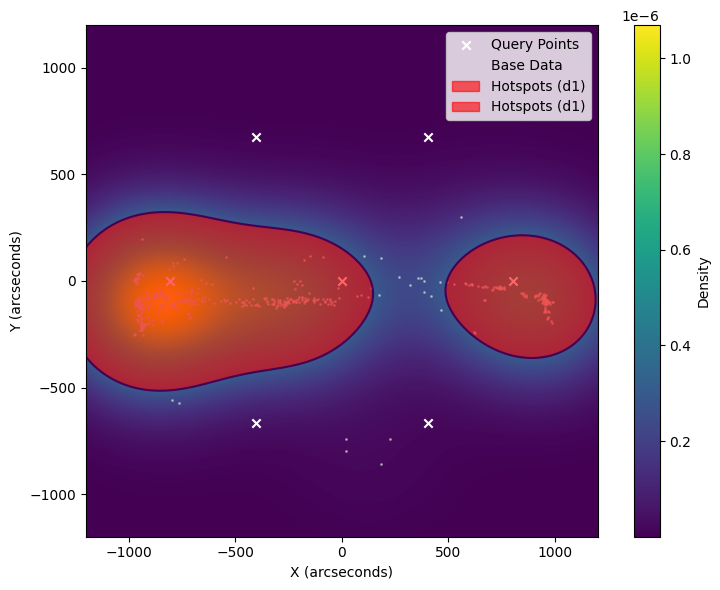 1e−6
Query Points
Base Data
Hotspots (d1)
Hotspots (d1)
1000
500
0
−500
−1000
Y (arcseconds)
−1000
−500
0
500
1000
X (arcseconds)
1.0
0.8
0.6
0.4
0.2
Density